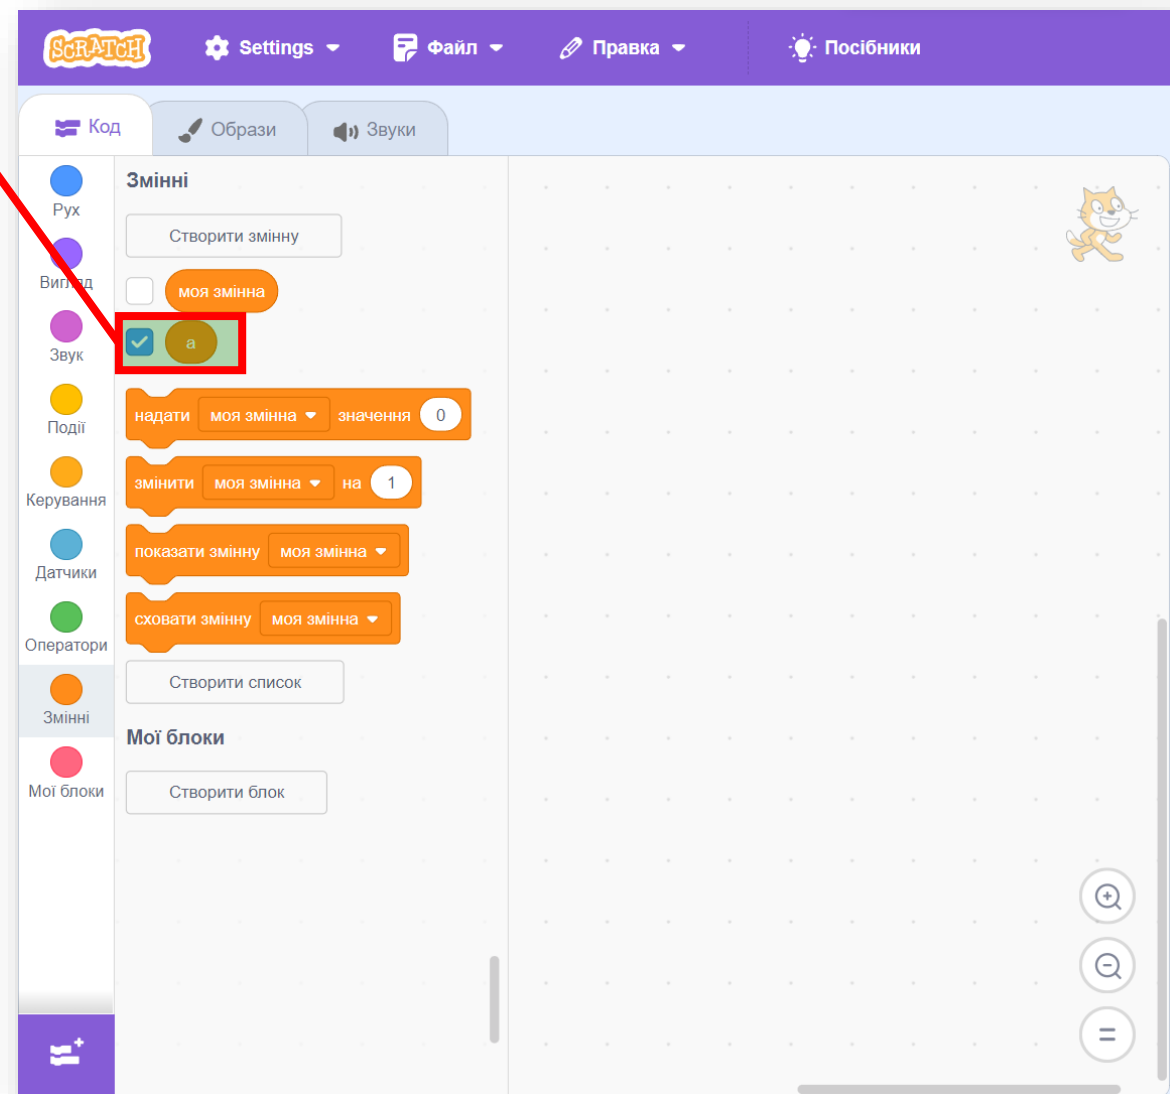 SCRATCH Settings Файл Правка Посібники
Код Образи Звуки
Рух
Вигляд
Звук
Події
Керування
Датчики
Оператори
Змінні
Мої блоки
Змінні
Створити змінну
моя змінна
a
надати моя змінна значення 0
змінити моя змінна на 1
показати змінну моя змінна
сховати змінну моя змінна
Створити список
Мої блоки
Створити блок